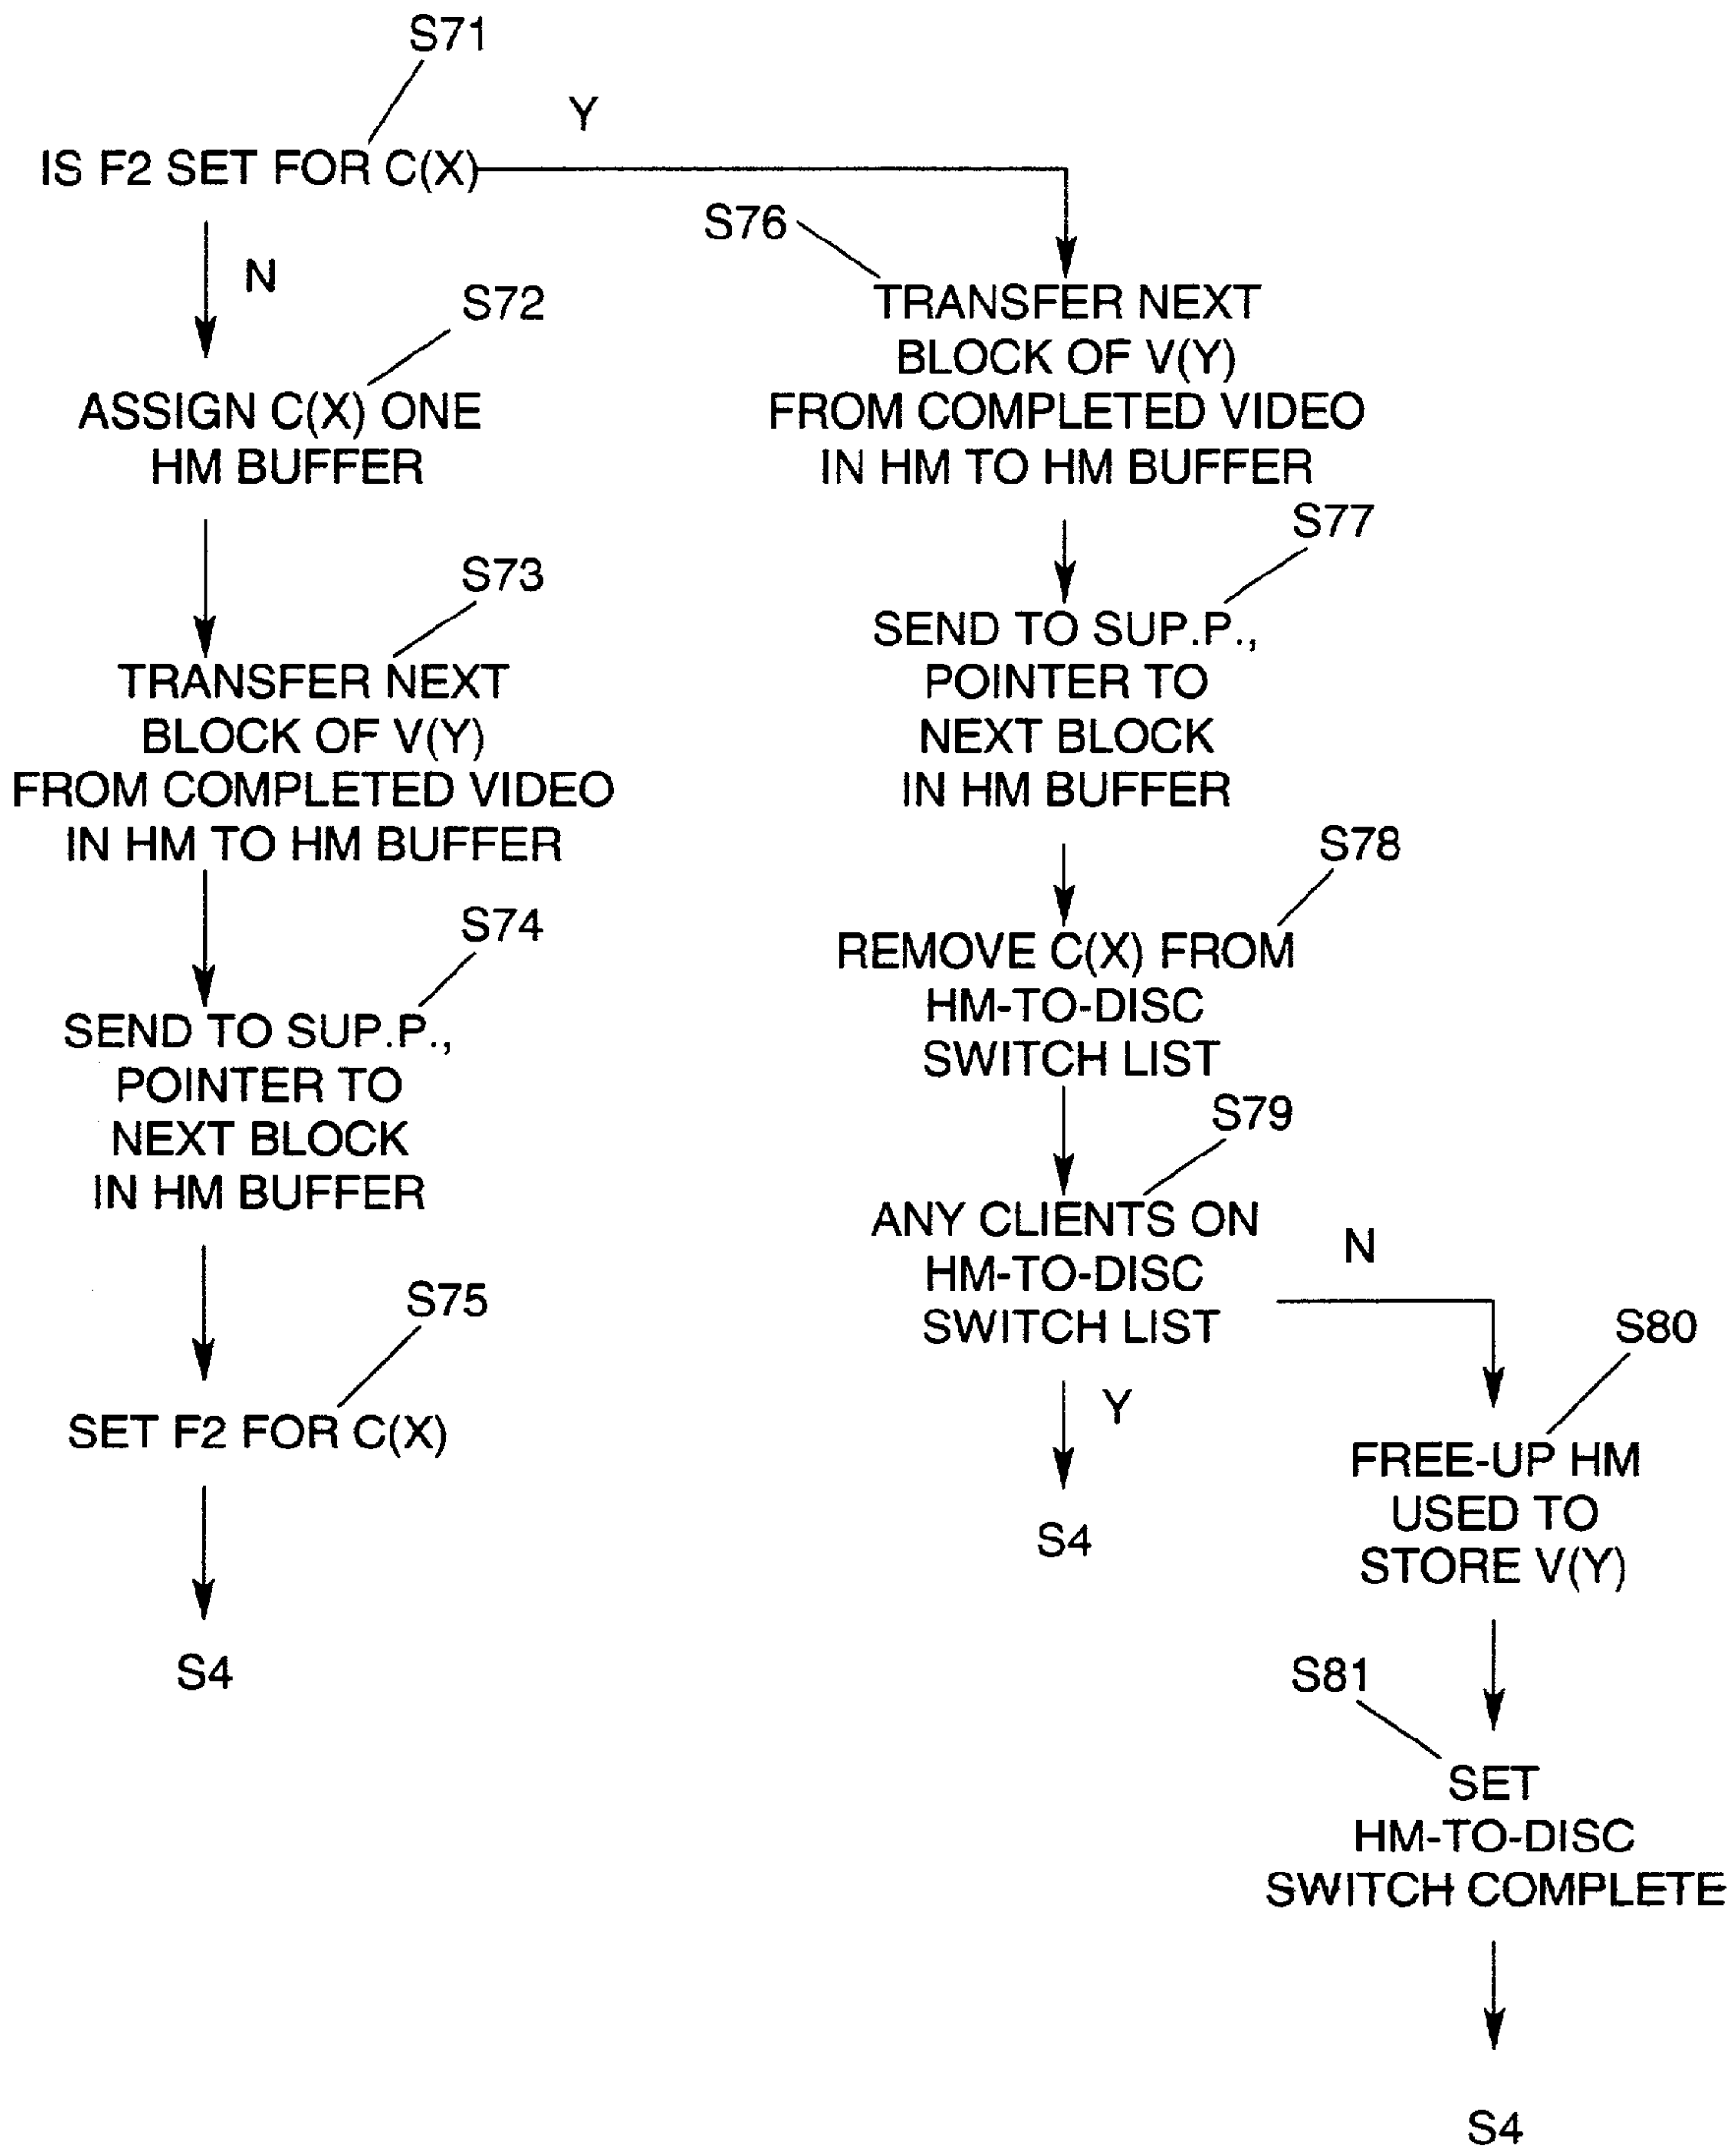 S71
Y
IS F2 SET FOR C(X)
N
S72
ASSIGN C(X) ONE
HM BUFFER
S73
TRANSFER NEXT
BLOCK OF V(Y)
FROM COMPLETED VIDEO
IN HM TO HM BUFFER
S74
SEND TO SUP.P.,
POINTER TO
NEXT BLOCK
IN HM BUFFER
S75
SET F2 FOR C(X)
S4
S76
TRANSFER NEXT
BLOCK OF V(Y)
FROM COMPLETED VIDEO
IN HM TO HM BUFFER
S77
SEND TO SUP.P.,
POINTER TO
NEXT BLOCK
IN HM BUFFER
S78
REMOVE C(X) FROM
HM-TO-DISC
SWITCH LIST
S79
ANY CLIENTS ON
HM-TO-DISC
SWITCH LIST
Y
S4
N
S80
FREE-UP HM
USED TO
STORE V(Y)
S81
SET
HM-TO-DISC
SWITCH COMPLETE
S4